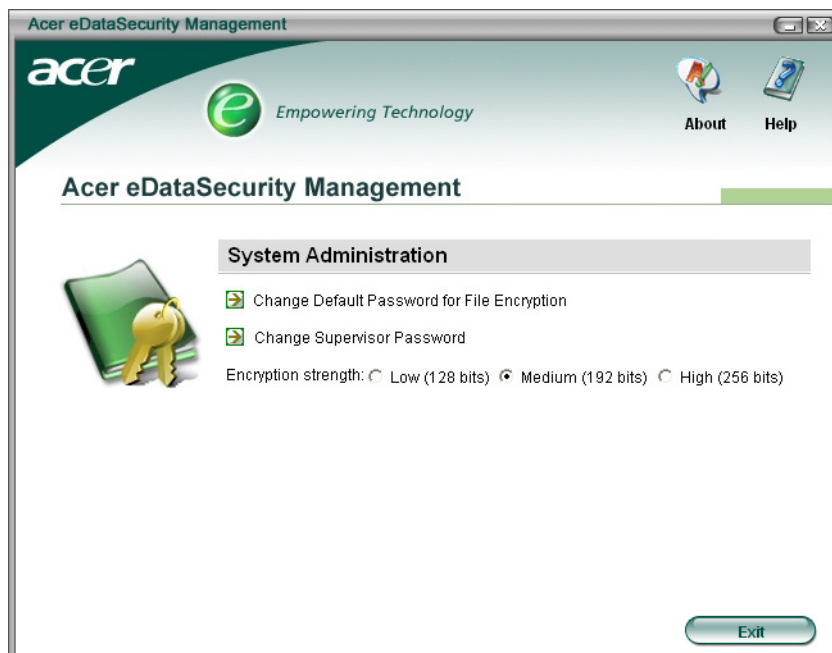 Acer eDataSecurity Management
acer
e Empowering Technology
About Help
Acer eDataSecurity Management
System Administration
Change Default Password for File Encryption
Change Supervisor Password
Encryption strength: Low (128 bits) Medium (192 bits) High (256 bits)
Exit